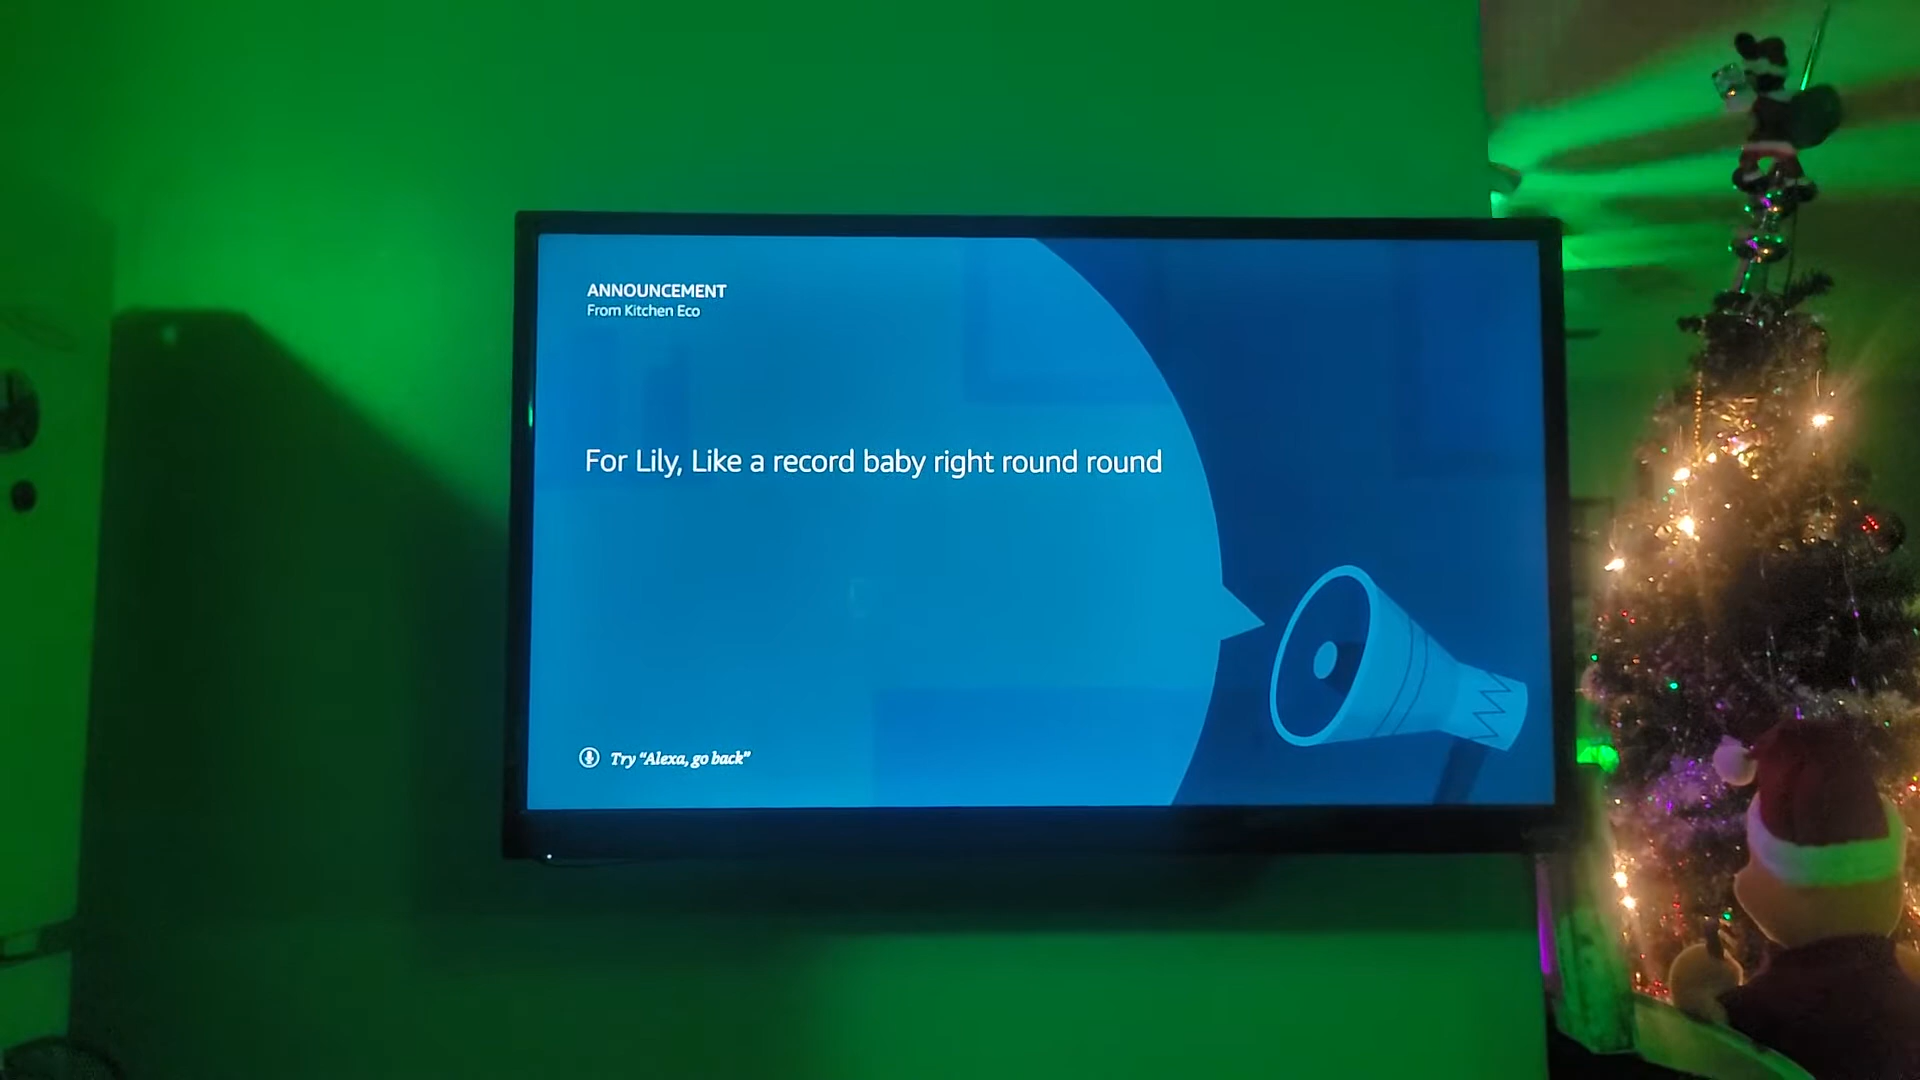 ANNOUNCEMENT
From Kitchen Eco
For Lily, Like a record baby right round round
Try “Alexa, go back”